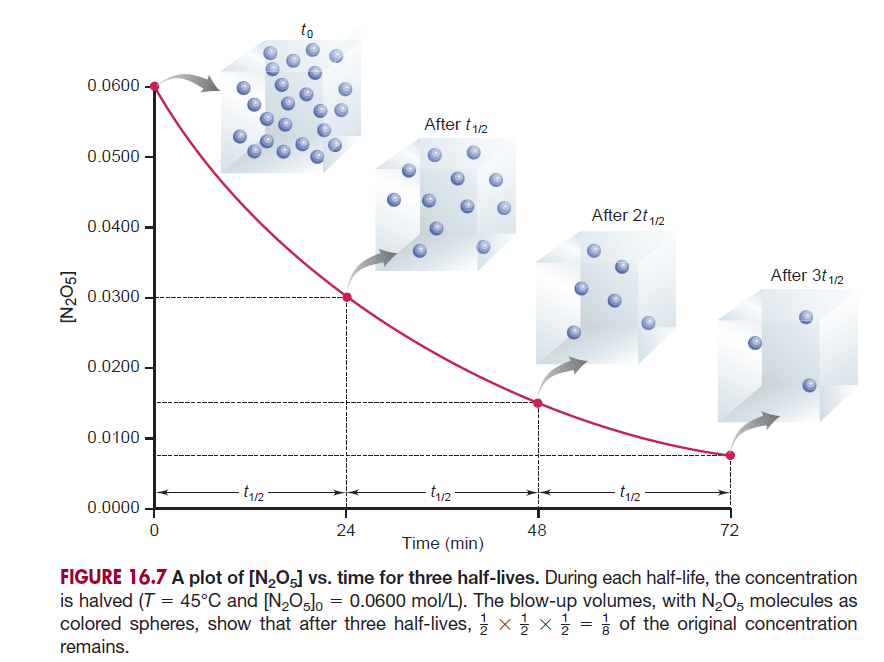 t0
0.0600
After t1/2
0.0500
After 2t1/2
0.0400
After 3t1/2
[N2O5]
0.0300
0.0200
0.0100
t1/2
t1/2
t1/2
0.0000
0
24
48
72
Time (min)
FIGURE 16.7 A plot of [N2O5] vs. time for three half-lives. During each half-life, the concentration
is halved (T = 45°C and [N2O5]0 = 0.0600 mol/L). The blow-up volumes, with N2O5 molecules as
colored spheres, show that after three half-lives, 1/2 × 1/2 × 1/2 = 1/8 of the original concentration
remains.